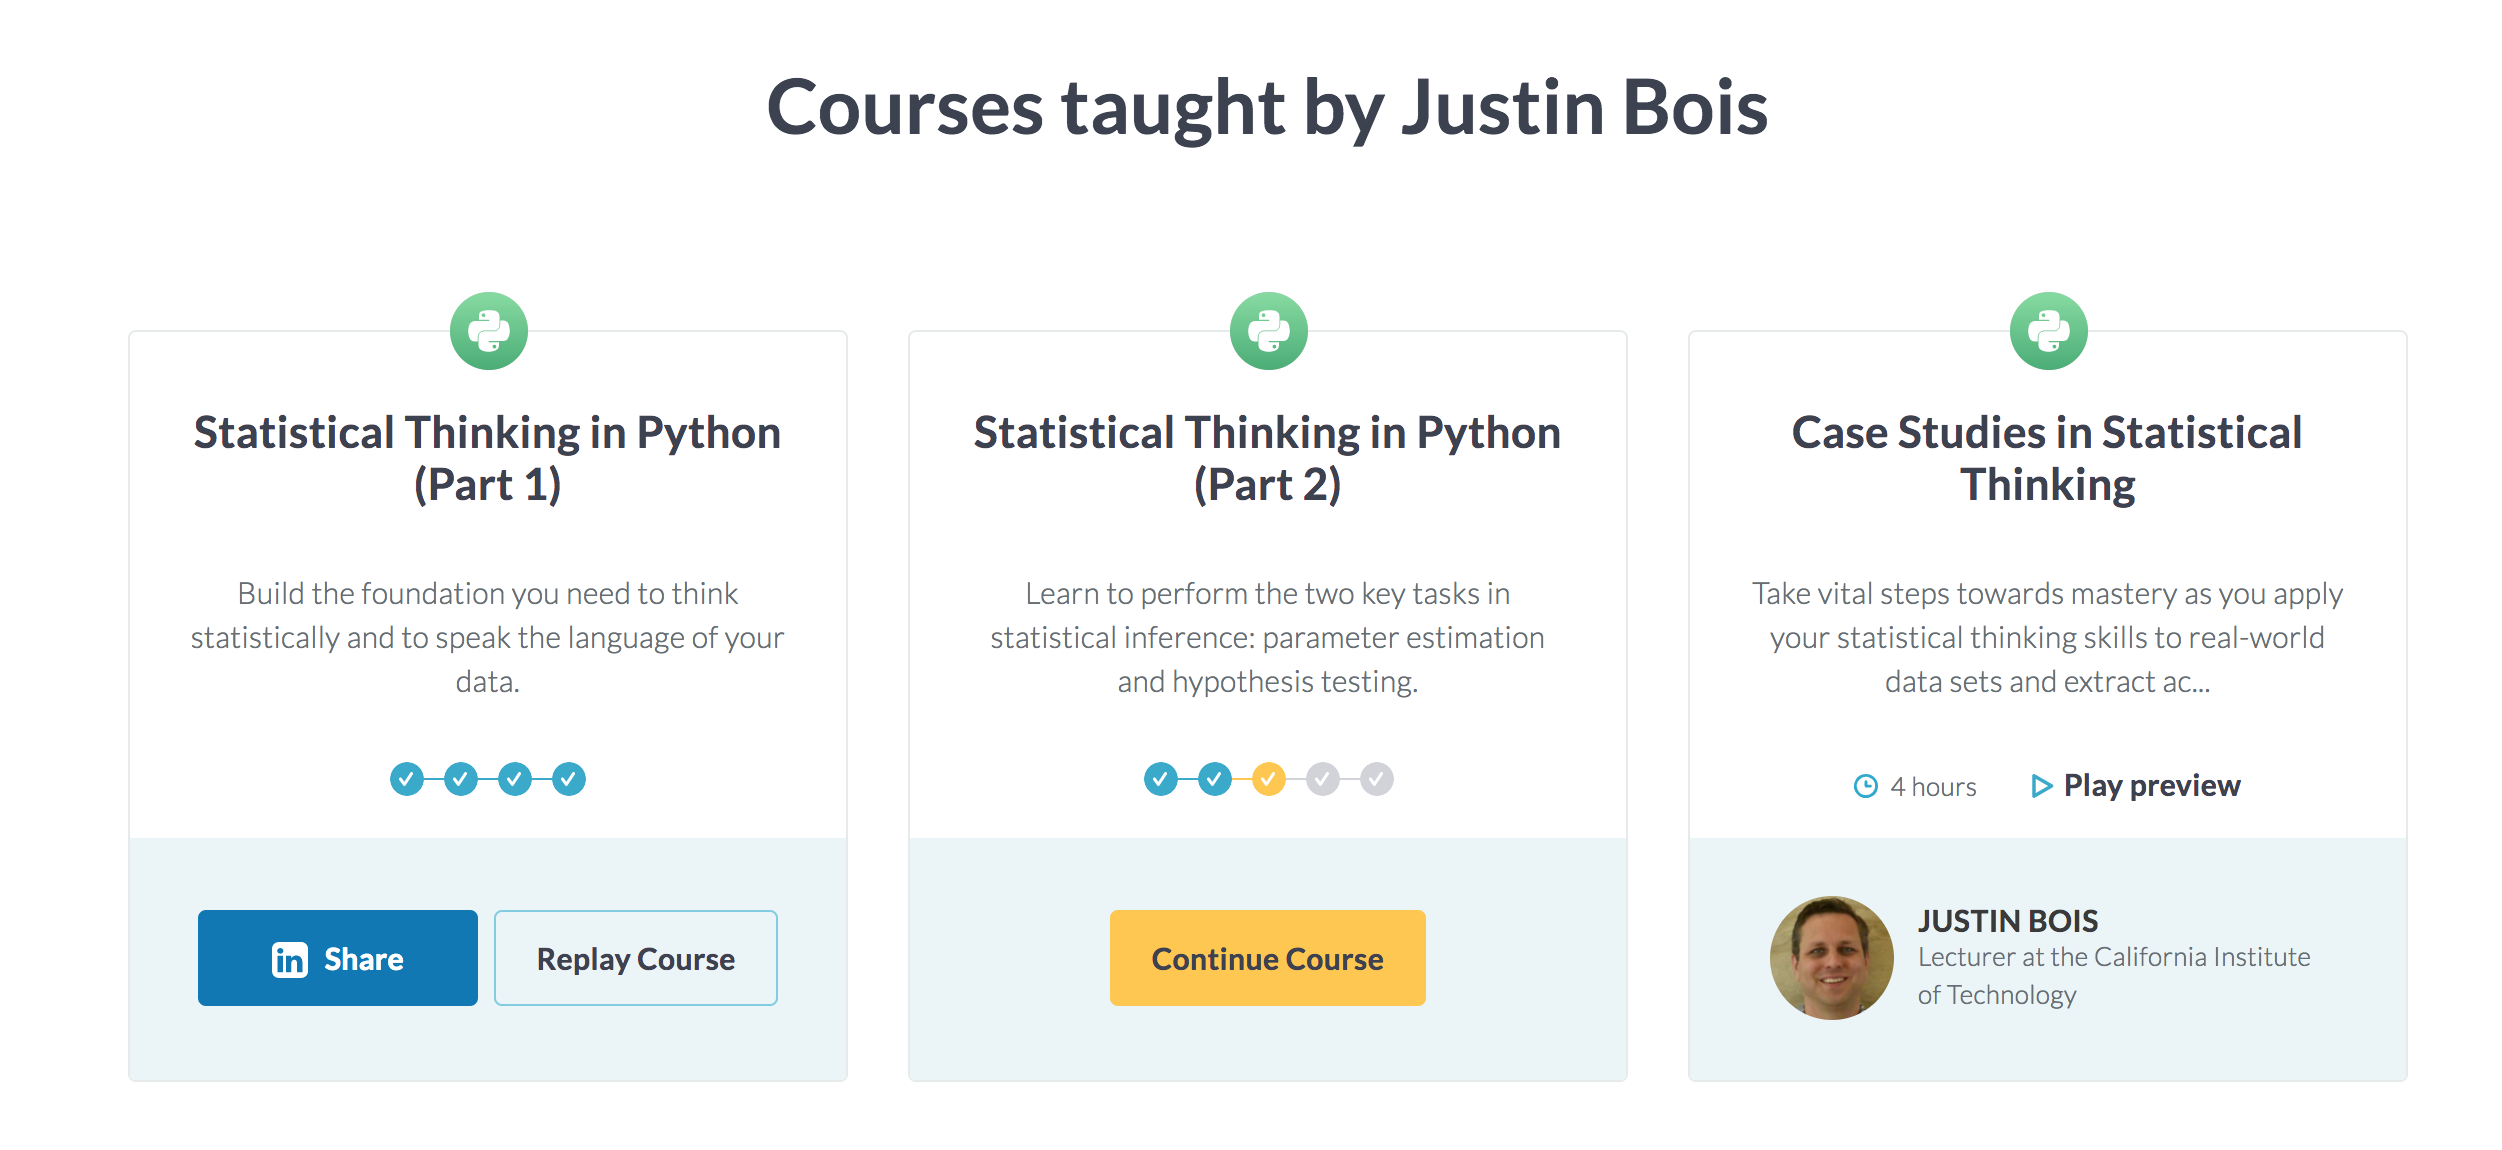 Courses taught by Justin Bois
Statistical Thinking in Python
(Part 1)
Build the foundation you need to think
statistically and to speak the language of your
data.
in Share
Replay Course
Statistical Thinking in Python
(Part 2)
Learn to perform the two key tasks in
statistical inference: parameter estimation
and hypothesis testing.
Continue Course
Case Studies in Statistical
Thinking
Take vital steps towards mastery as you apply
your statistical thinking skills to real-world
data sets and extract ac...
4 hours
Play preview
JUSTIN BOIS
Lecturer at the California Institute
of Technology